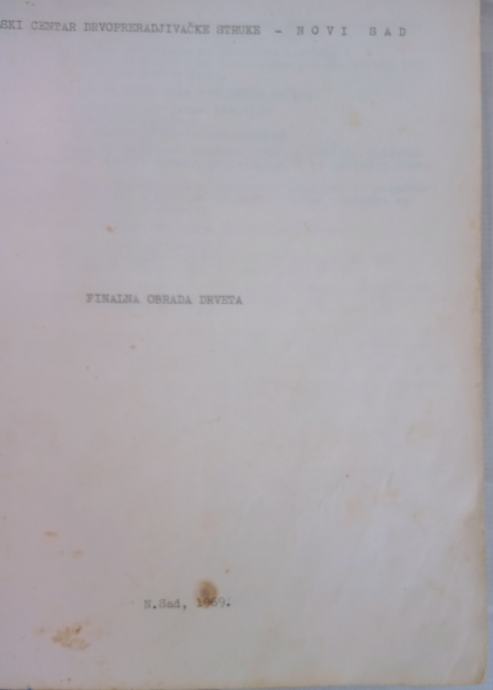 SKI CENTAR DRVOPRERADJIVAČKE STRUKE - N O V I S A D
FINALNA OBRADA DRVETA
N.Sad, 1969.